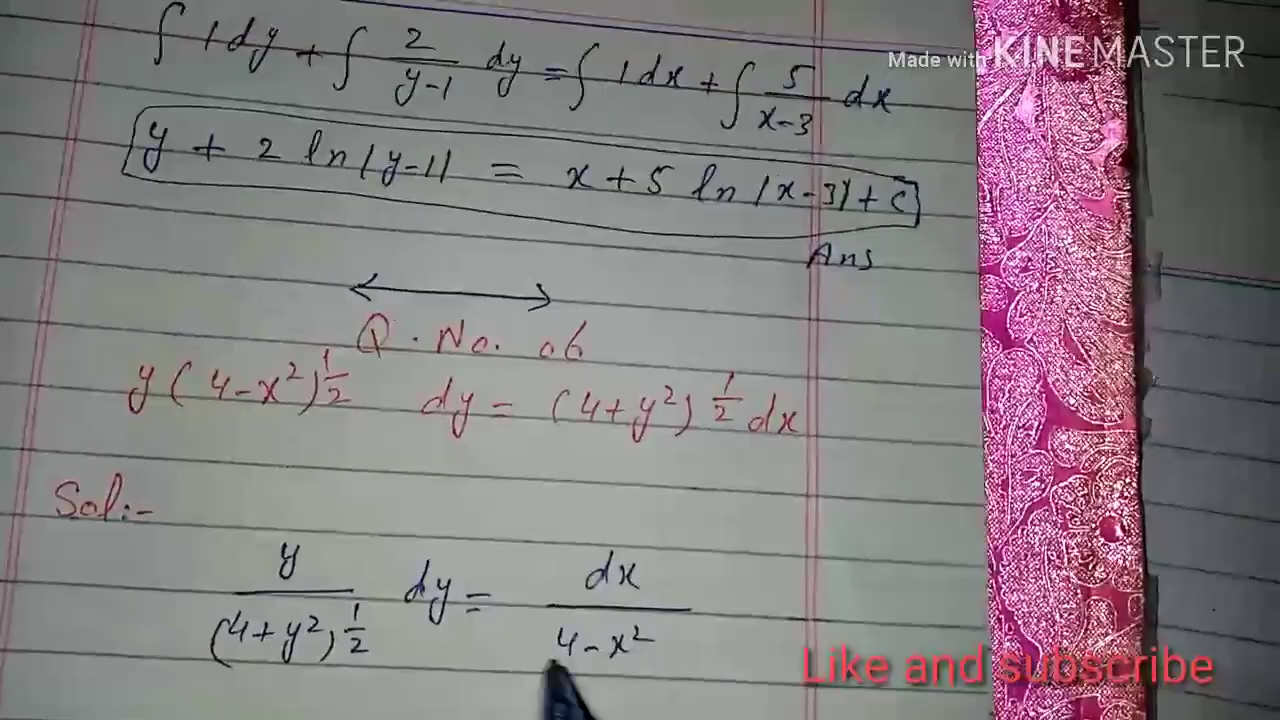 ∫ 1dy + ∫ 2/(y-1) dy = ∫ 1dx + ∫ 5/(x-3) dx
Made with KINEMASTER
y + 2 ln|y-1| = x + 5 ln|x-3| + c
Ans
Q. No. 06
y(4-x²)^1/2 dy = (4+y²)^1/2 dx
Sol:-
y/(4+y²)^1/2 dy = dx/4-x²
Like and subscribe